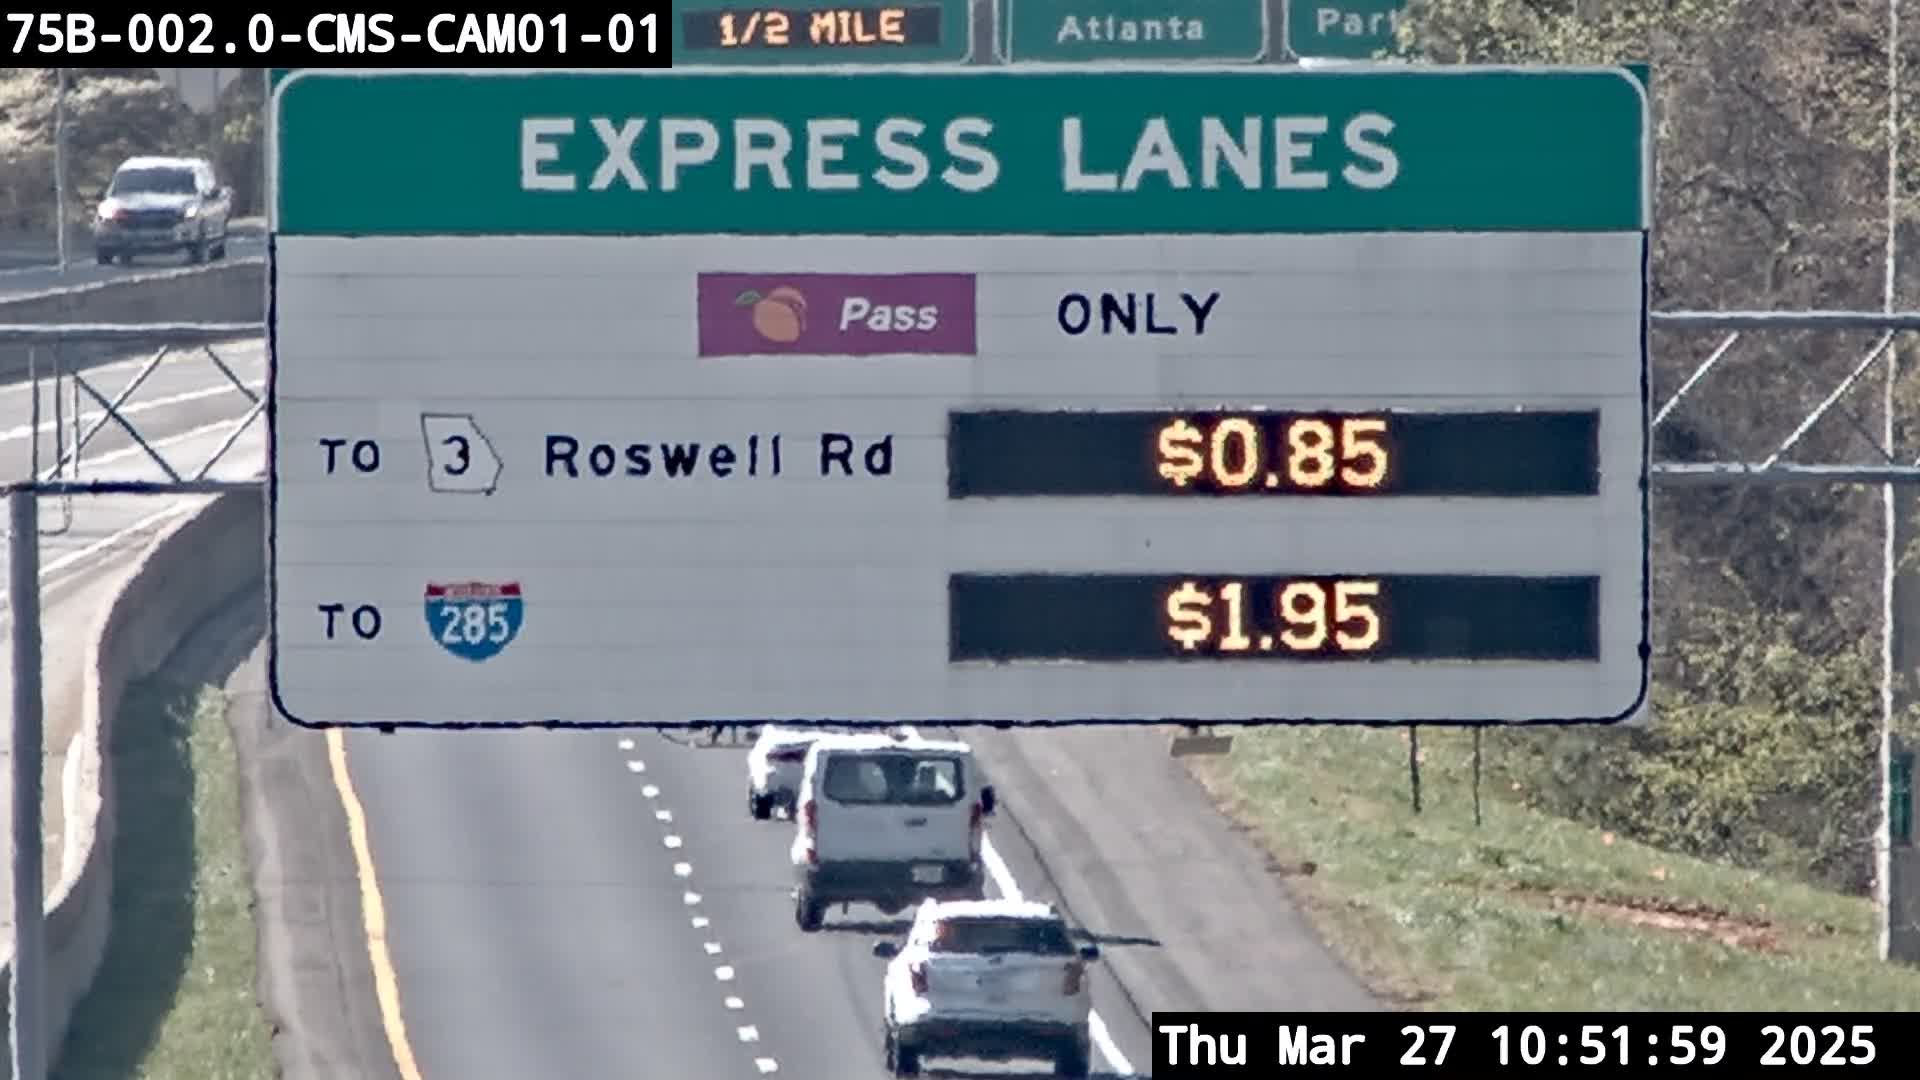 75B-002.0-CMS-CAM01-01
1/2 MILE
Atlanta
EXPRESS LANES
Pass ONLY
TO 3 Roswell Rd $0.85
TO 285 $1.95
Thu Mar 27 10:51:59 2025